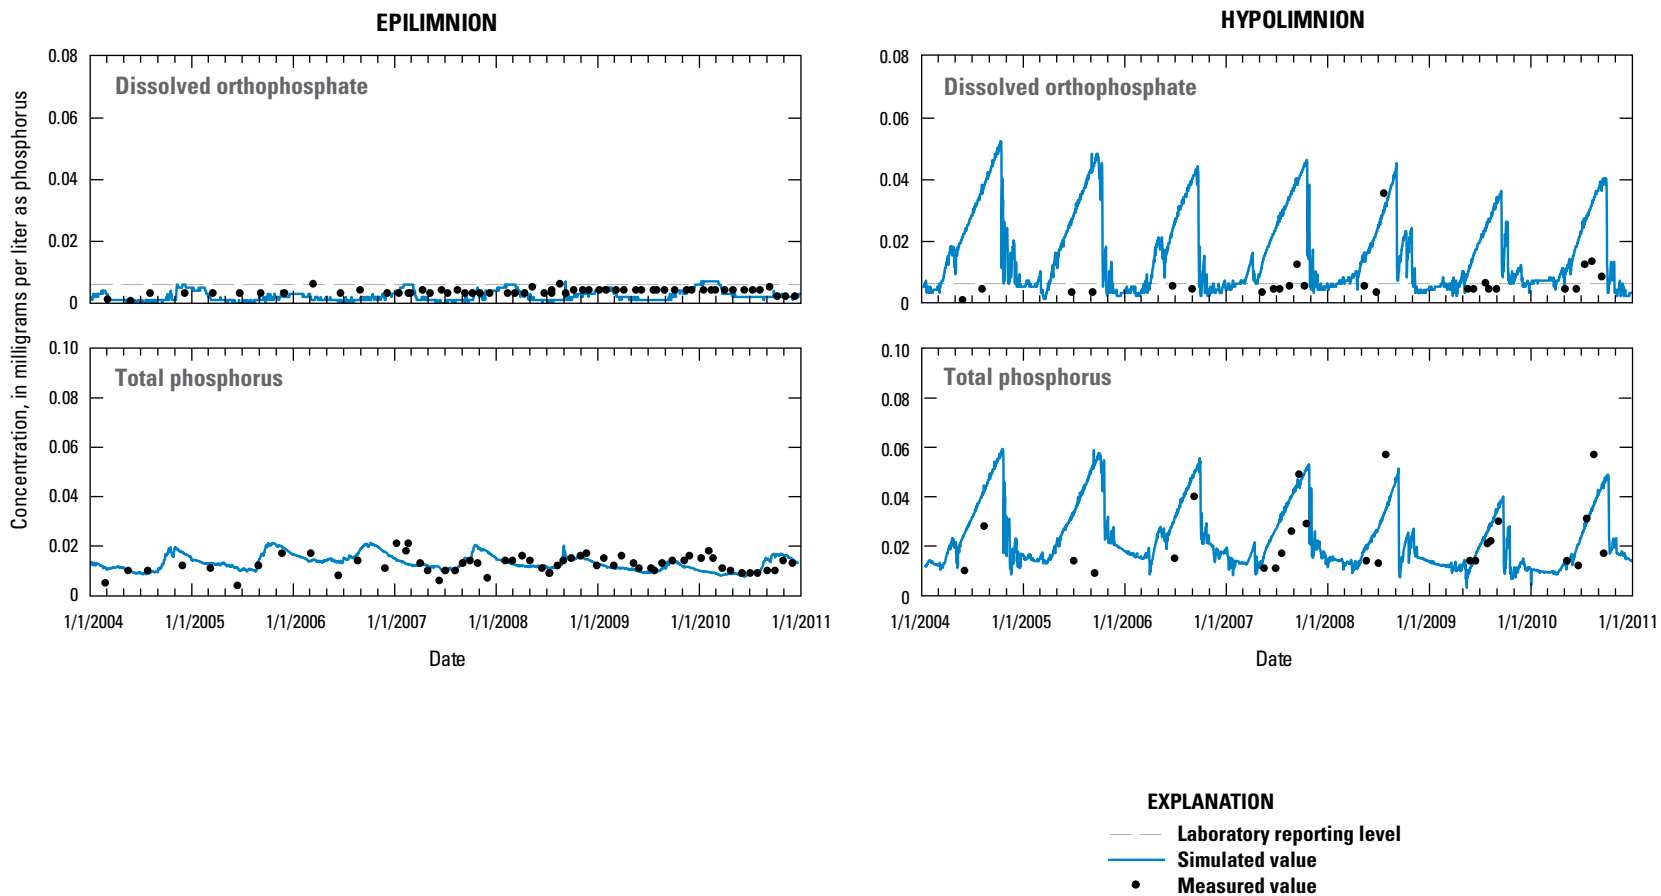 EPILIMNION
HYPOLIMNION
Concentration, in milligrams per liter as phosphorus
0.08
0.06
0.04
0.02
0
Dissolved orthophosphate
0.08
0.06
0.04
0.02
0
Dissolved orthophosphate
0.10
0.08
0.06
0.04
0.02
0
Total phosphorus
1/1/2004 1/1/2005 1/1/2006 1/1/2007 1/1/2008 1/1/2009 1/1/2010 1/1/2011
Date
0.10
0.08
0.06
0.04
0.02
0
Total phosphorus
1/1/2004 1/1/2005 1/1/2006 1/1/2007 1/1/2008 1/1/2009 1/1/2010 1/1/2011
Date
EXPLANATION
Laboratory reporting level
Simulated value
Measured value